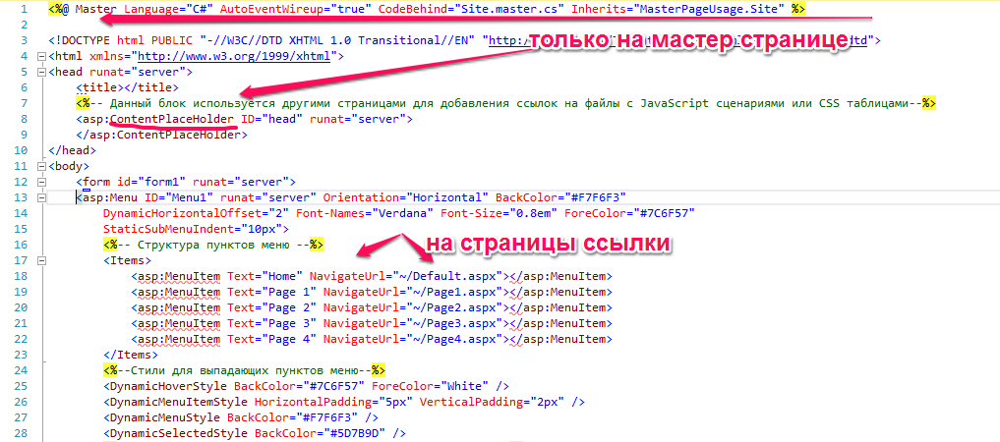 1 <%@ Master Language="C#" AutoEventWireup="true" CodeBehind="Site.master.cs" Inherits="MasterPageUsage.Site" %>
2
3 <!DOCTYPE html PUBLIC "-//W3C//DTD XHTML 1.0 Transitional//EN" "http: dtd">
только на мастер странице
4 <html xmlns="http://www.w3.org/1999/xhtml">
5 <head runat="server">
6 <title></title>
7 <%-- Данный блок используется другими страницами для добавления ссылок на файлы с JavaScript сценариями или CSS таблицами--%>
8 <asp:ContentPlaceHolder ID="head" runat="server">
9 </asp:ContentPlaceHolder>
10 </head>
11 <body>
12 <form id="form1" runat="server">
13 <asp:Menu ID="Menu1" runat="server" Orientation="Horizontal" BackColor="#F7F6F3"
14 DynamicHorizontalOffset="2" Font-Names="Verdana" Font-Size="0.8em" ForeColor="#7C6F57"
15 StaticSubMenuIndent="10px">
16 <%-- Структура пунктов меню --%>
на страницы ссылки
17 <Items>
18 <asp:MenuItem Text="Home" NavigateUrl="~/Default.aspx"></asp:MenuItem>
19 <asp:MenuItem Text="Page 1" NavigateUrl="~/Page1.aspx"></asp:MenuItem>
20 <asp:MenuItem Text="Page 2" NavigateUrl="~/Page2.aspx"></asp:MenuItem>
21 <asp:MenuItem Text="Page 3" NavigateUrl="~/Page3.aspx"></asp:MenuItem>
22 <asp:MenuItem Text="Page 4" NavigateUrl="~/Page4.aspx"></asp:MenuItem>
23 </Items>
24 <%--Стили для выпадающих пунктов меню--%>
25 <DynamicHoverStyle BackColor="#7C6F57" ForeColor="White" />
26 <DynamicMenuItemStyle HorizontalPadding="5px" VerticalPadding="2px" />
27 <DynamicMenuStyle BackColor="#F7F6F3" />
28 <DynamicSelectedStyle BackColor="#5D7B9D" />